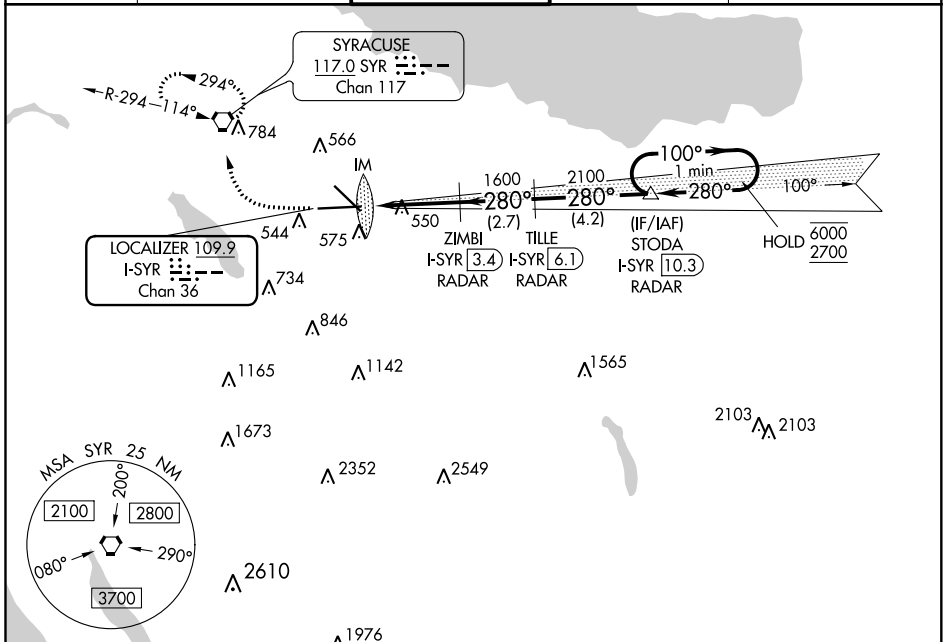 SYRACUSE
117.0 SYR
Chan 117
294°
R-294
114°
784
566
IM
1600
2100
100°
1 min
280°
280°
280°
100°
(2.7)
(4.2)
550
544
575
ZIMBI
I-SYR 3.4
RADAR
TILLE
I-SYR 6.1
RADAR
(IF/IAF)
STODA
I-SYR 10.3
RADAR
HOLD 6000
2700
LOCALIZER 109.9
I-SYR
Chan 36
734
846
1165
1142
1565
1673
2103
2103
2352
2549
MSA SYR 25 NM
200°
2100
2800
080°
290°
3700
2610
1976